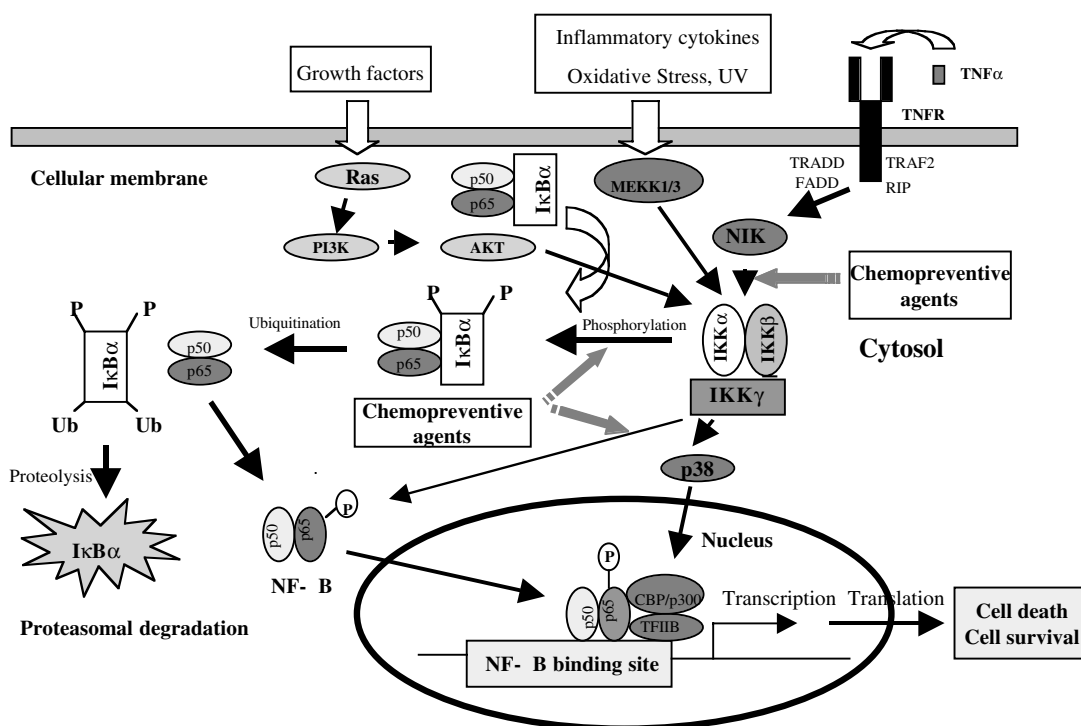 Growth factors
Inflammatory cytokines
Oxidative Stress, UV
TNFα
TNFR
Cellular membrane
Ras
p50
p65
IκBα
MEKK1/3
TRADD
FADD
TRAF2
RIP
PI3K
AKT
NIK
Chemopreventive
agents
P
P
IκBα
Ub
Ub
p50
p65
Ubiquitination
P
P
p50
p65
IκBα
Phosphorylation
IKKα
IKKβ
IKKγ
Cytosol
Chemopreventive
agents
Proteolysis
p38
IκBα
Proteasomal degradation
p50
p65
P
NF- B
Nucleus
P
p50
p65
CBP/p300
TFIIB
NF- B binding site
Transcription
Translation
Cell death
Cell survival